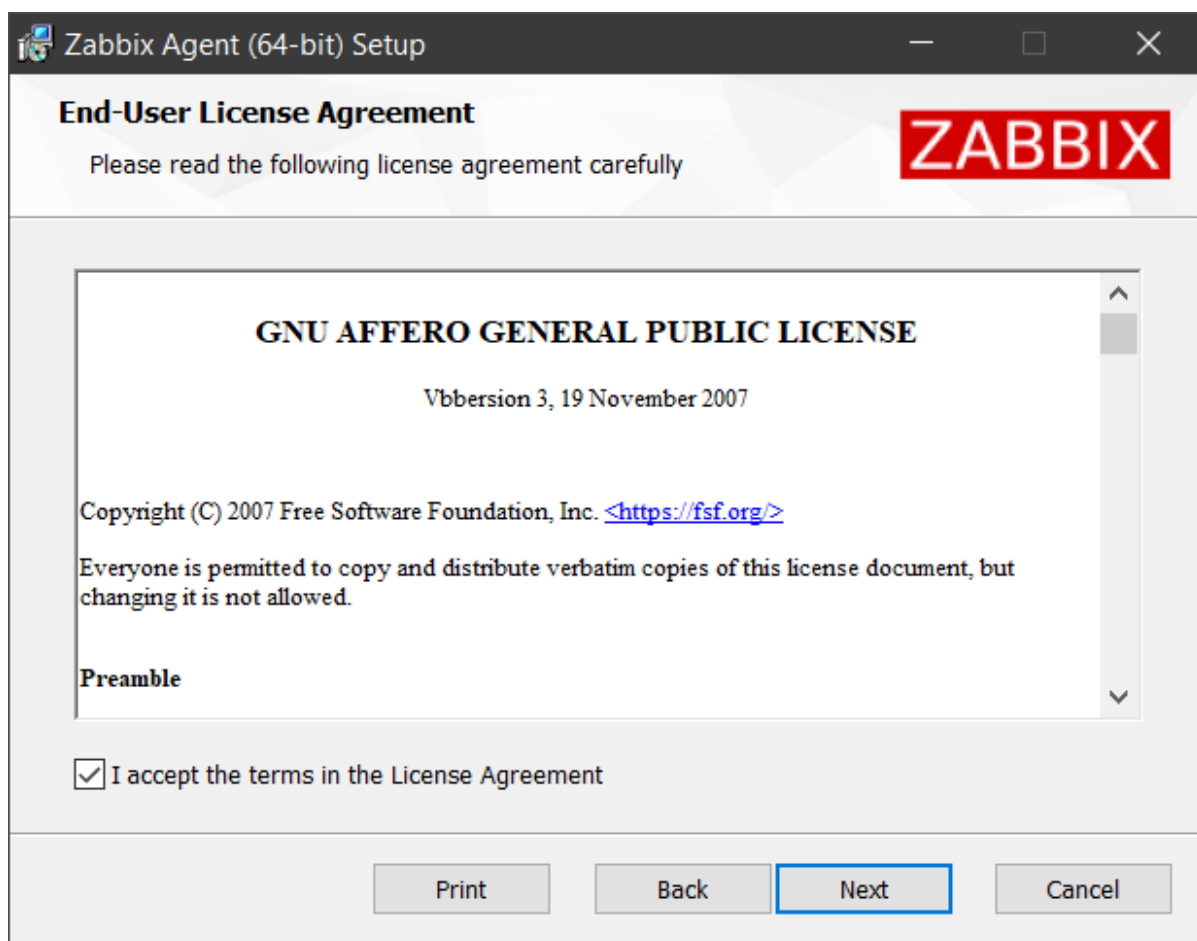 Zabbix Agent (64-bit) Setup
End-User License Agreement
Please read the following license agreement carefully
ZABBIX
GNU AFFERO GENERAL PUBLIC LICENSE
Vbbersion 3, 19 November 2007
Copyright (C) 2007 Free Software Foundation, Inc. <https://fsf.org/>
Everyone is permitted to copy and distribute verbatim copies of this license document, but
changing it is not allowed.
Preamble
I accept the terms in the License Agreement
Print Back Next Cancel